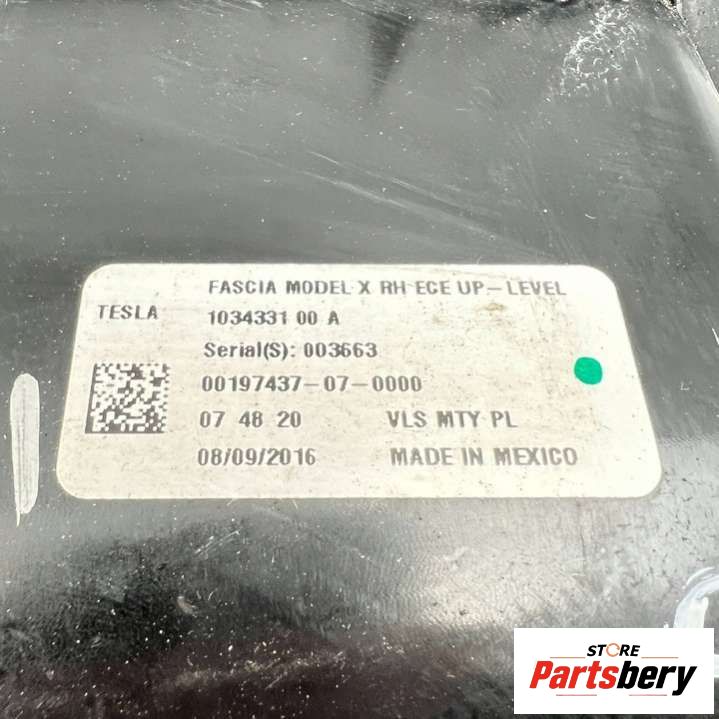 FASCIA MODEL X RH ECE UP-LEVEL
TESLA
1034331 00 A
Serial(S): 003663
00197437-07-0000
07 48 20 VLS MTY PL
08/09/2016 MADE IN MEXICO
STORE
Partsbery